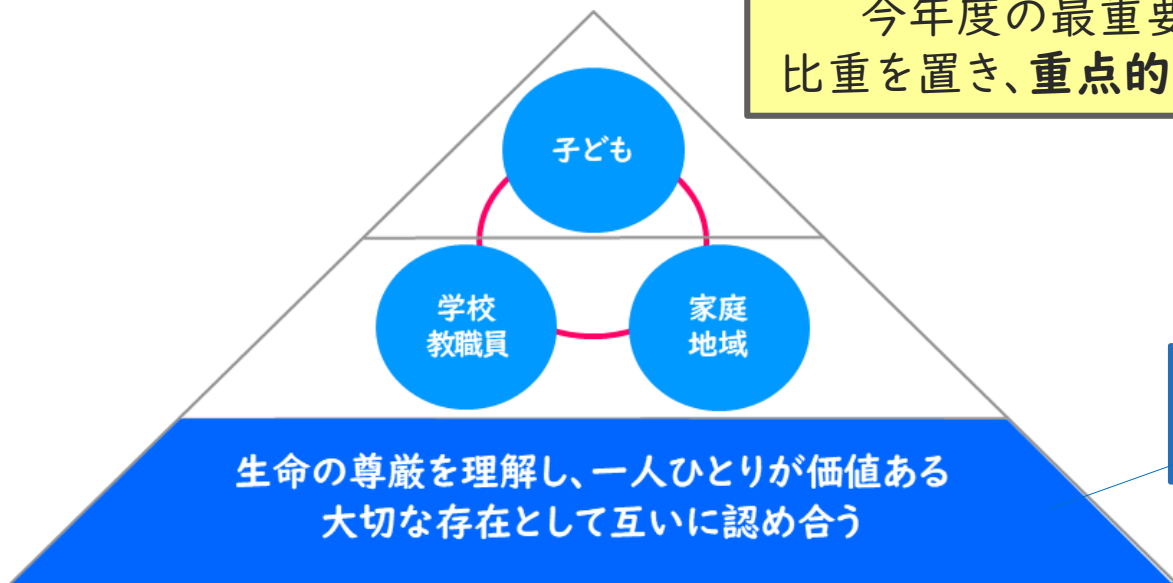 今年度の最重要
比重を置き、重点的
子ども
学校
教職員
家庭
地域
生命の尊厳を理解し、一人ひとりが価値ある
大切な存在として互いに認め合う